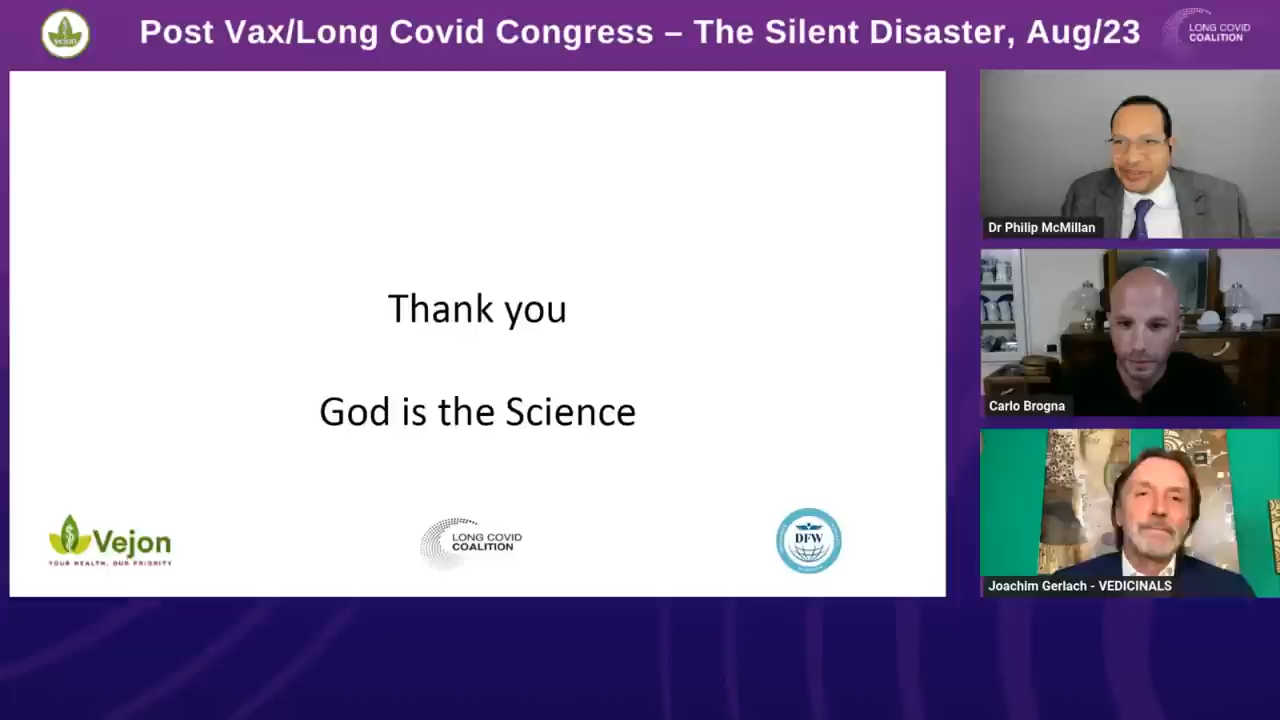 vejon
Post Vax/Long Covid Congress – The Silent Disaster, Aug/23
LONG COVID
COALITION
Thank you
God is the Science
Vejon
YOUR HEALTH, OUR PRIORITY
LONG COVID
COALITION
DFW
Dr Philip McMillan
Carlo Brogna
Joachim Gerlach - VEDICINALS